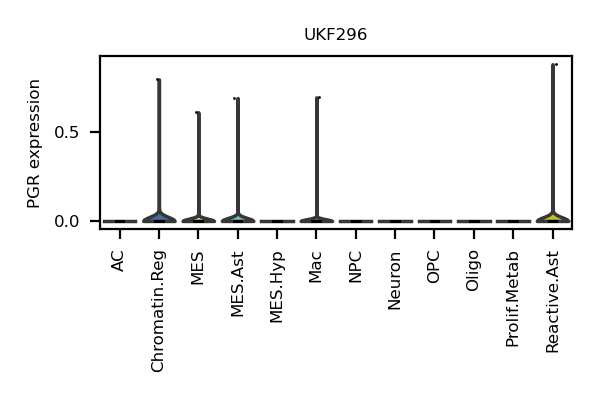 UKF296
PGR expression
0.5
0.0
AC
Chromatin.Reg
MES
MES.Ast
MES.Hyp
Mac
NPC
Neuron
OPC
Oligo
Prolif.Metab
Reactive.Ast